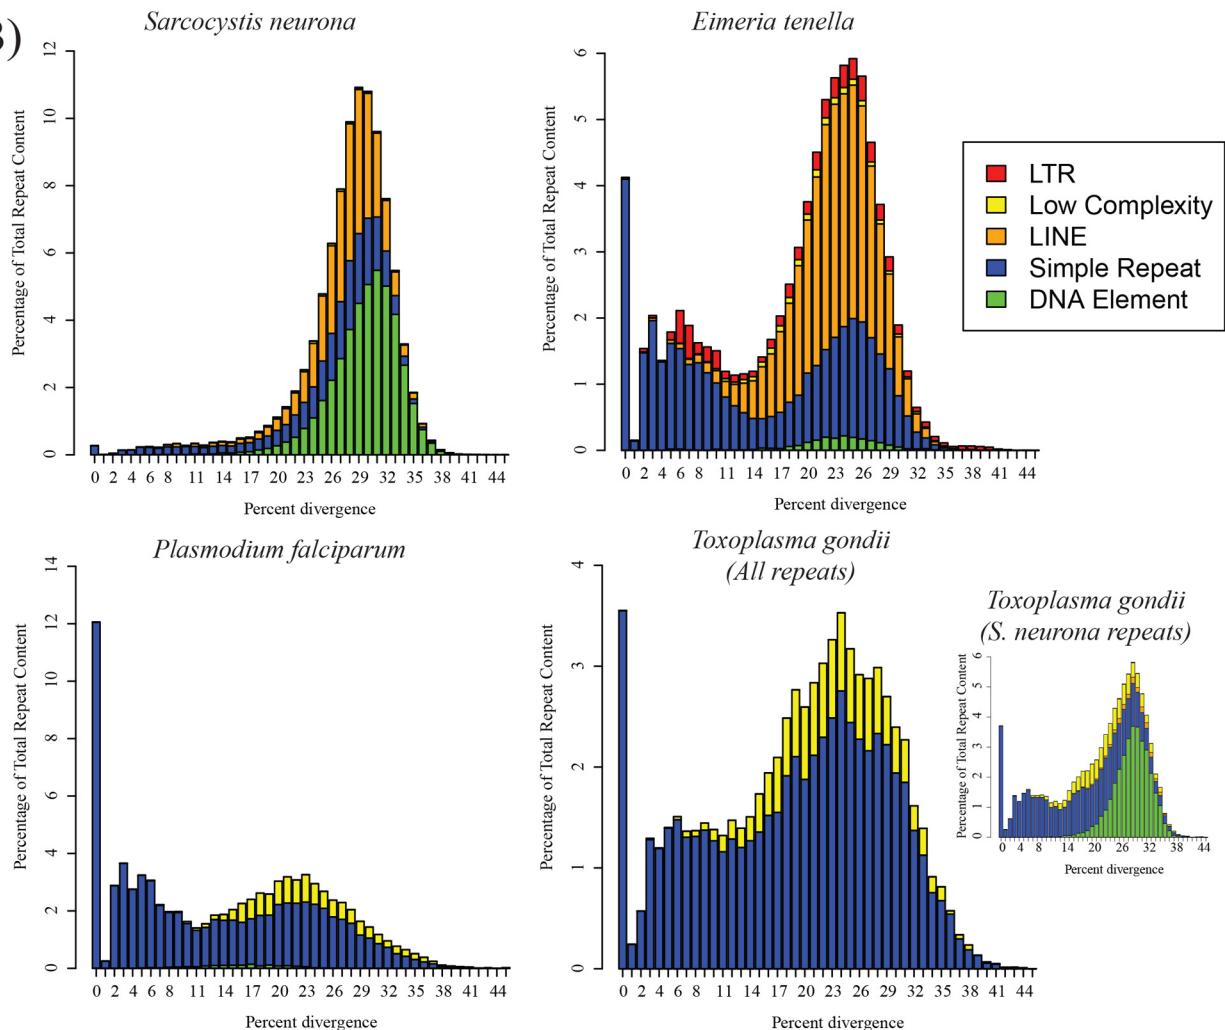 B)
Sarcocystis neurona
Percentage of Total Repeat Content
12
10
8
6
4
2
0
0 2 4 6 8 11 14 17 20 23 26 29 32 35 38 41 44
Percent divergence
Eimeria tenella
Percentage of Total Repeat Content
6
5
4
3
2
1
0
0 2 4 6 8 11 14 17 20 23 26 29 32 35 38 41 44
Percent divergence
LTR
Low Complexity
LINE
Simple Repeat
DNA Element
Plasmodium falciparum
Percentage of Total Repeat Content
14
12
10
8
6
4
2
0
0 2 4 6 8 11 14 17 20 23 26 29 32 35 38 41 44
Percent divergence
Toxoplasma gondii
(All repeats)
Percentage of Total Repeat Content
4
3
2
1
0
0 2 4 6 8 11 14 17 20 23 26 29 32 35 38 41 44
Percent divergence
Toxoplasma gondii
(S. neurona repeats)
Percentage of Total Repeat Content
6
5
4
3
2
1
0
0 4 8 14 20 26 32 38 44
Percent divergence